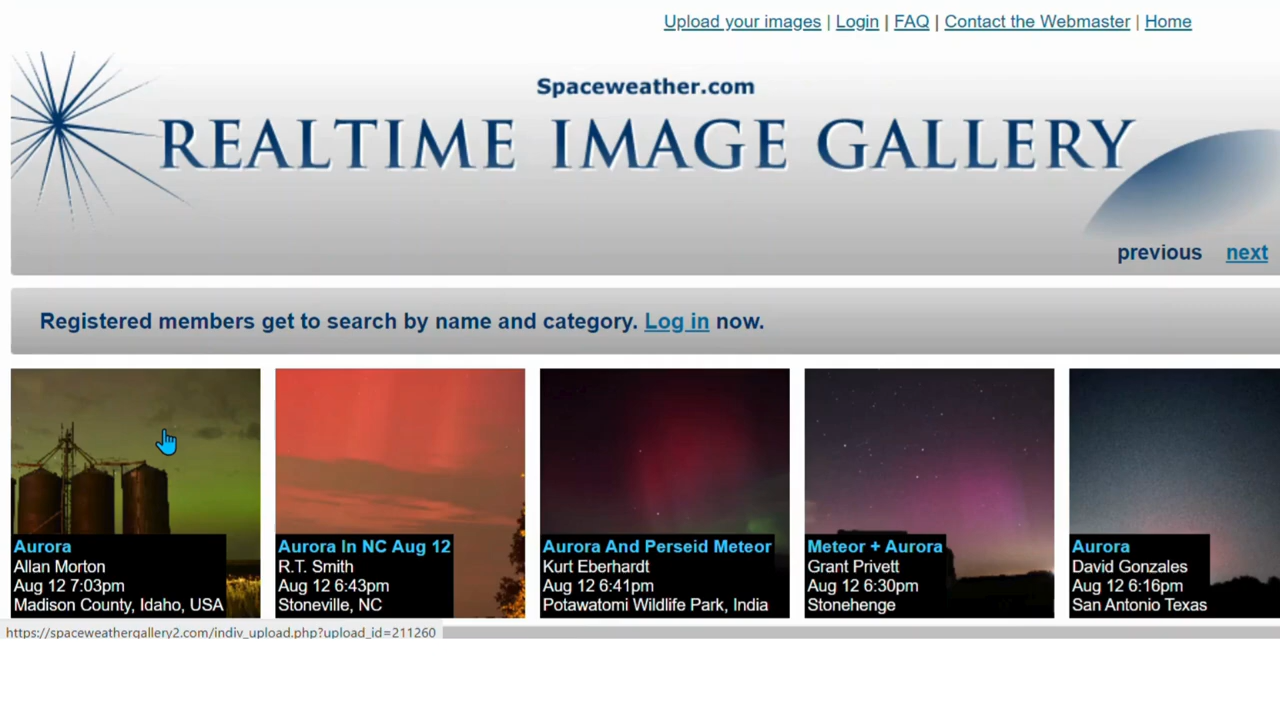 Upload your images | Login | FAQ | Contact the Webmaster | Home
Spaceweather.com
REALTIME IMAGE GALLERY
previous next
Registered members get to search by name and category. Log in now.
Aurora
Allan Morton
Aug 12 7:03pm
Madison County, Idaho, USA
Aurora In NC Aug 12
R.T. Smith
Aug 12 6:43pm
Stoneville, NC
Aurora And Perseid Meteor
Kurt Eberhardt
Aug 12 6:41pm
Potawatomi Wildlife Park, India
Meteor + Aurora
Grant Privett
Aug 12 6:30pm
Stonehenge
Aurora
David Gonzales
Aug 12 6:16pm
San Antonio Texas
https://spaceweathergallery2.com/indiv_upload.php?upload_id=211260